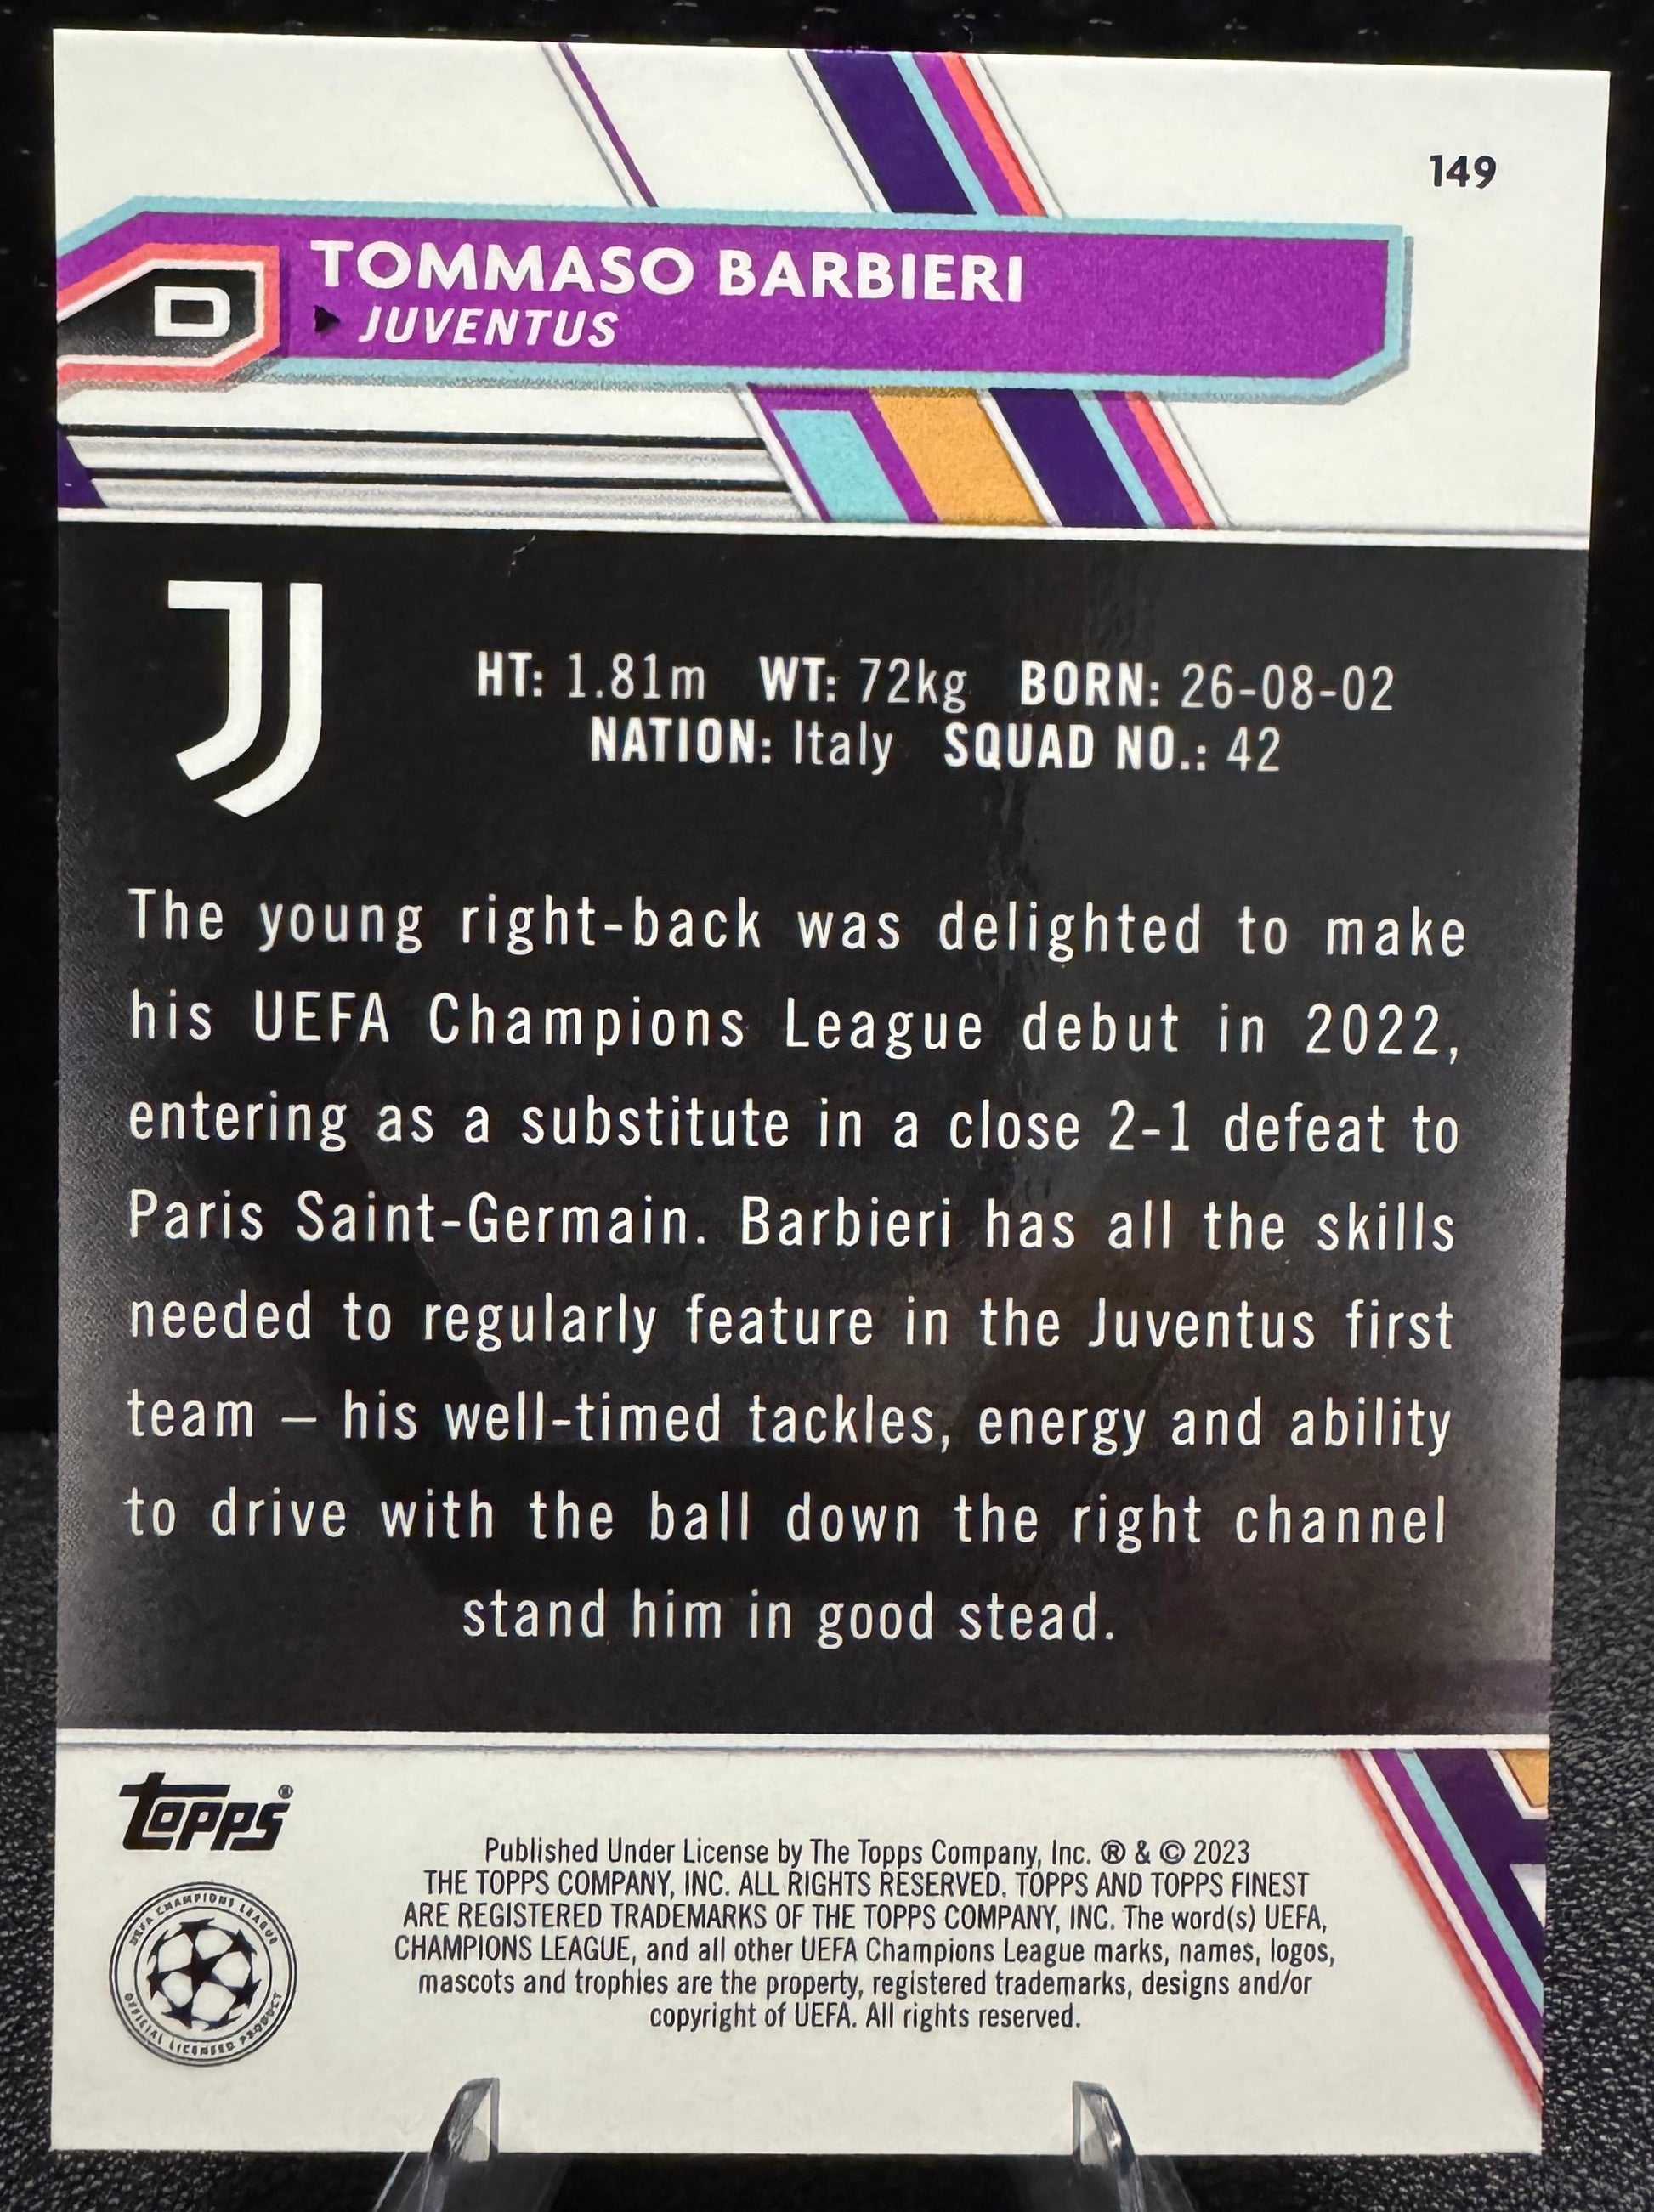 149
TOMMASO BARBIERI
D
JUVENTUS
HT: 1.81m WT: 72kg BORN: 26-08-02
NATION: Italy SQUAD NO.: 42
The young right-back was delighted to make
his UEFA Champions League debut in 2022,
entering as a substitute in a close 2-1 defeat to
Paris Saint-Germain. Barbieri has all the skills
needed to regularly feature in the Juventus first
team – his well-timed tackles, energy and ability
to drive with the ball down the right channel
stand him in good stead.
Topps®
Published Under License by The Topps Company, Inc. ® & © 2023
THE TOPPS COMPANY, INC. ALL RIGHTS RESERVED. TOPPS AND TOPPS FINEST
ARE REGISTERED TRADEMARKS OF THE TOPPS COMPANY, INC. The word(s) UEFA,
CHAMPIONS LEAGUE, and all other UEFA Champions League marks, names, logos,
mascots and trophies are the property, registered trademarks, designs and/or
copyright of UEFA. All rights reserved.
UEFA CHAMPIONS LEAGUE
OFFICIAL LICENSED PRODUCT